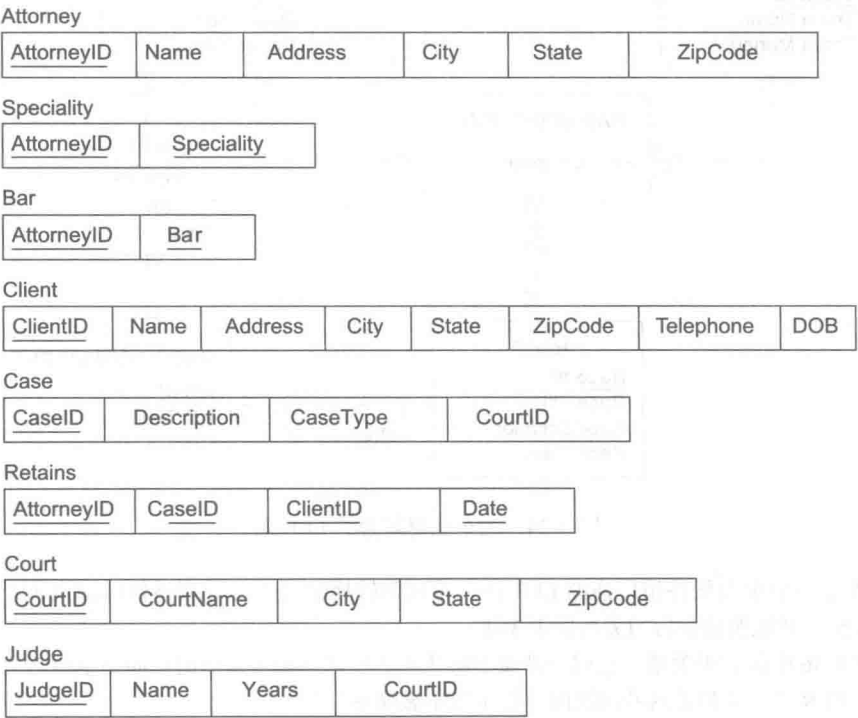 Attorney
AttorneyID Name Address City State ZipCode
Speciality
AttorneyID Speciality
Bar
AttorneyID Bar
Client
ClientID Name Address City State ZipCode Telephone DOB
Case
CaseID Description CaseType CourtID
Retains
AttorneyID CaseID ClientID Date
Court
CourtID CourtName City State ZipCode
Judge
JudgeID Name Years CourtID